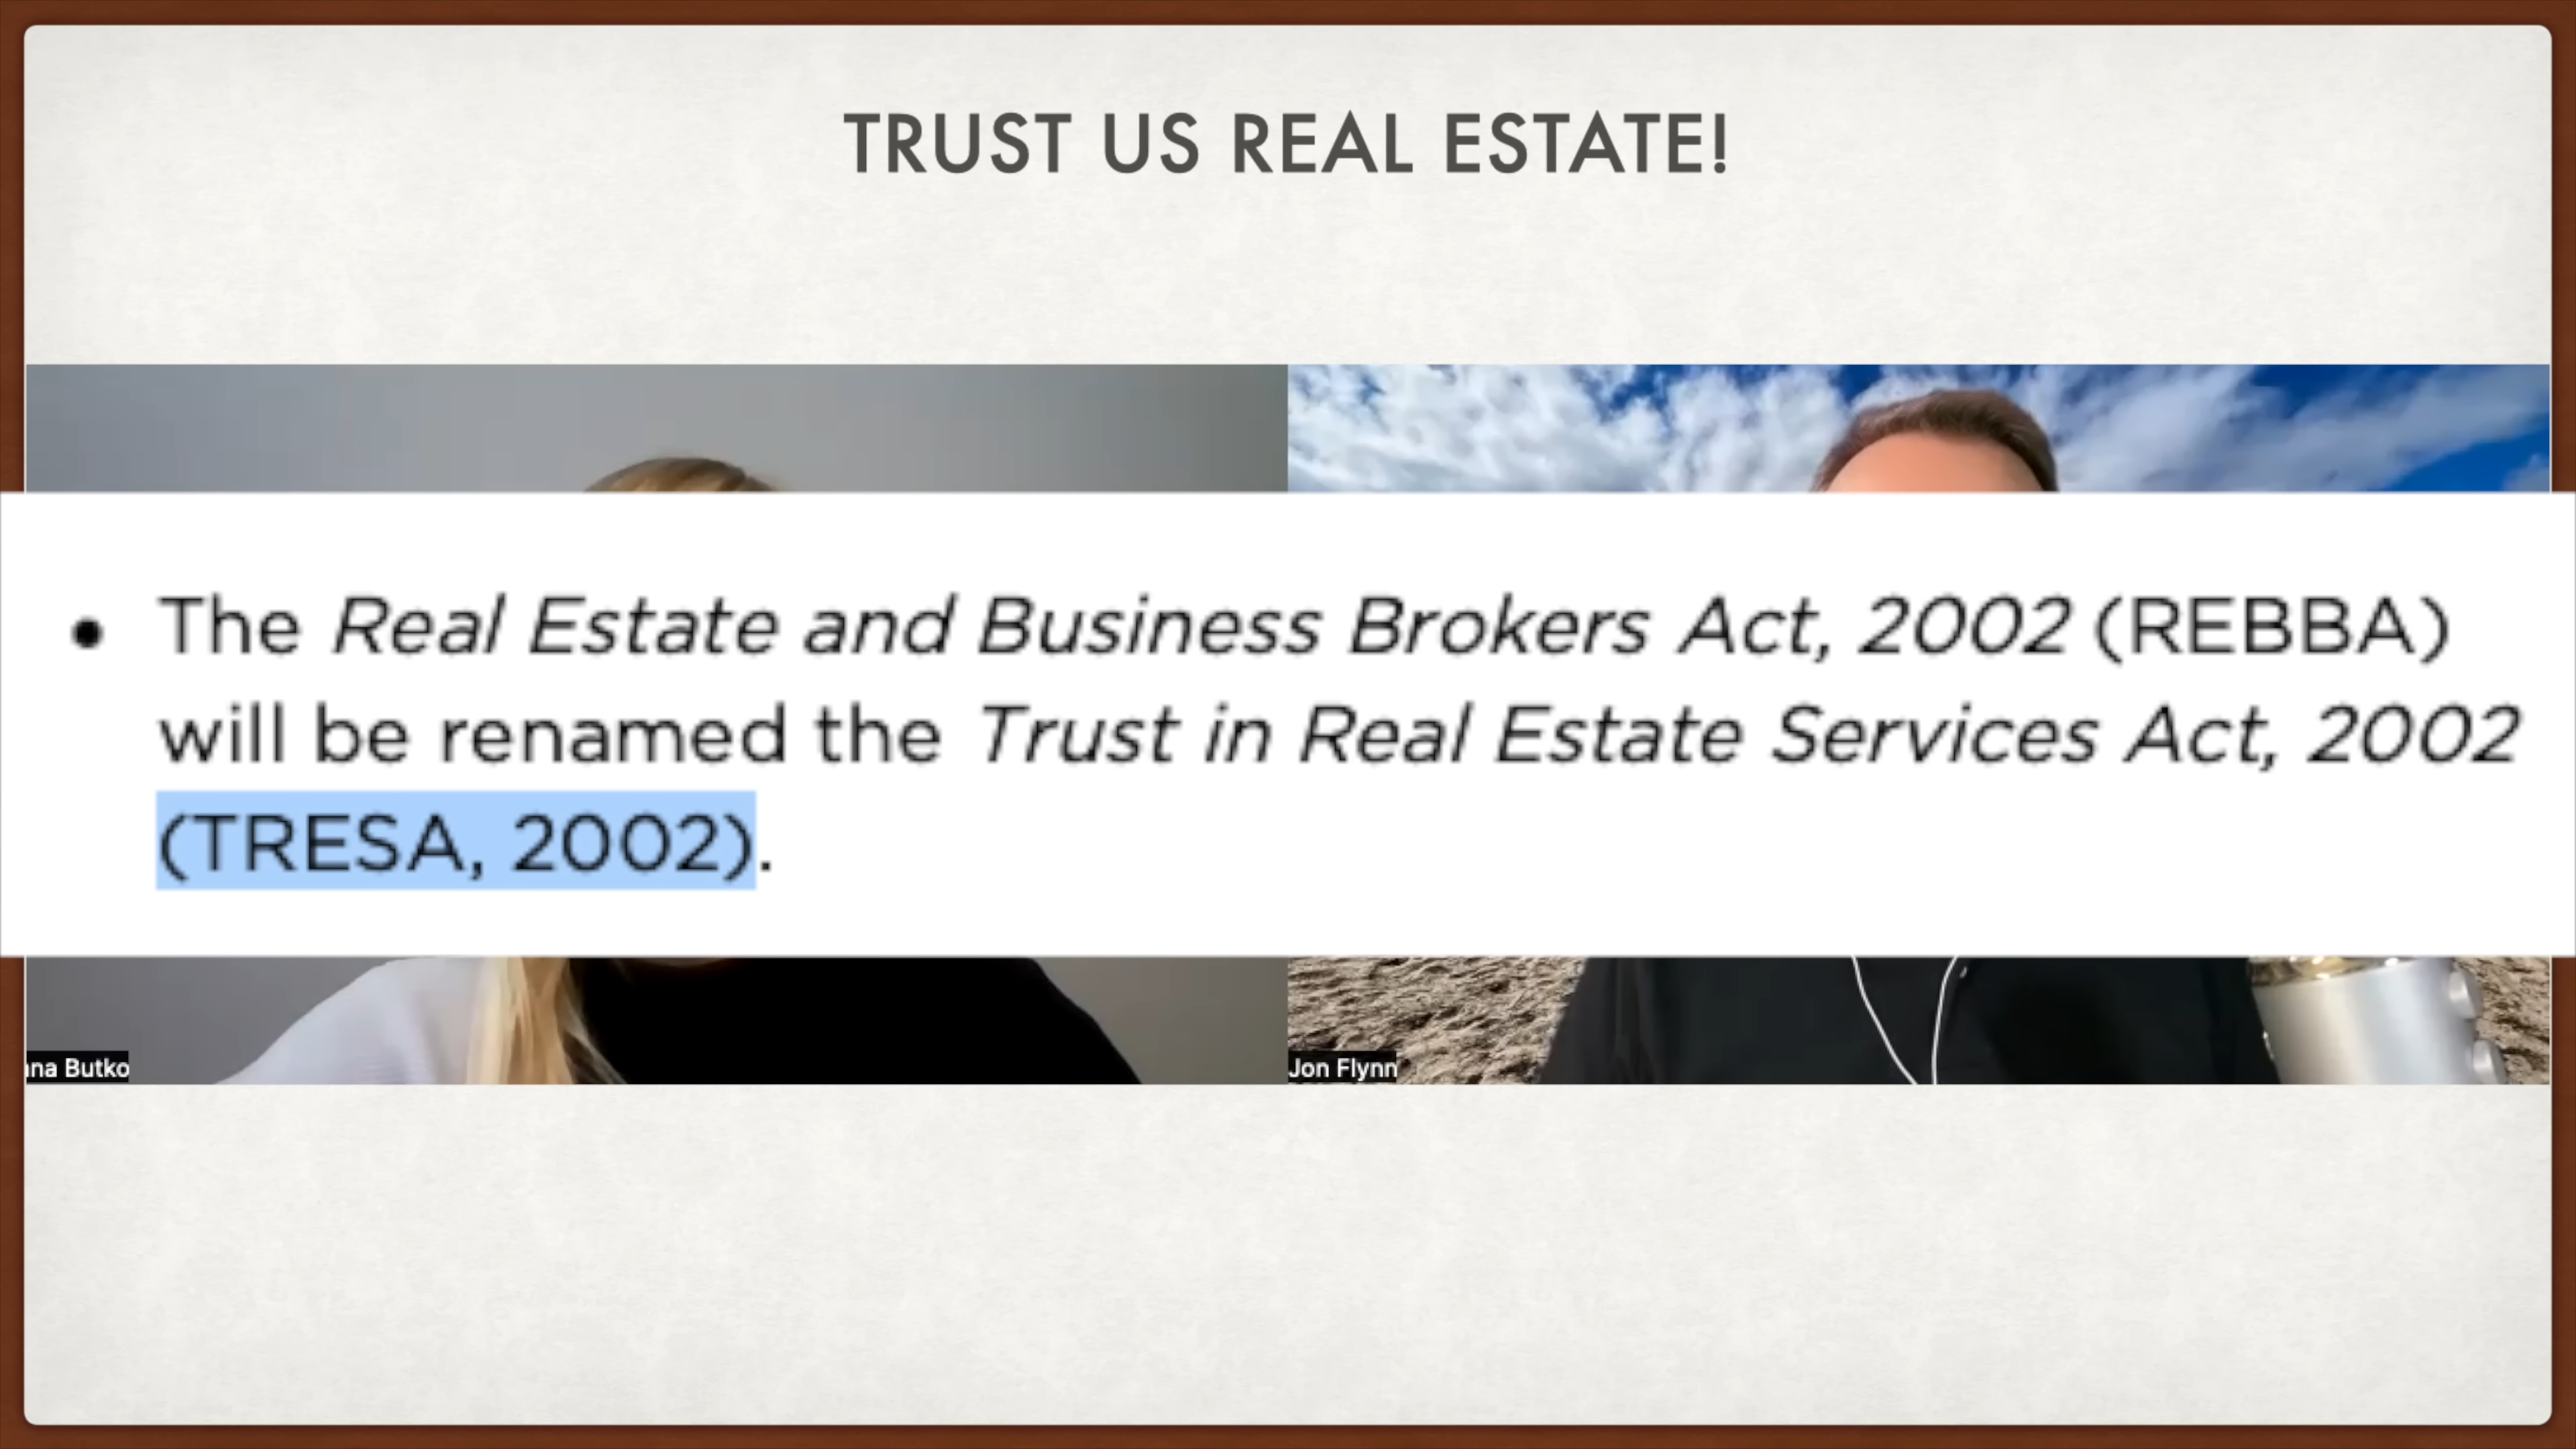 TRUST US REAL ESTATE!
• The Real Estate and Business Brokers Act, 2002 (REBBA)
will be renamed the Trust in Real Estate Services Act, 2002
(TRESA, 2002).
Butko
Jon Flynn